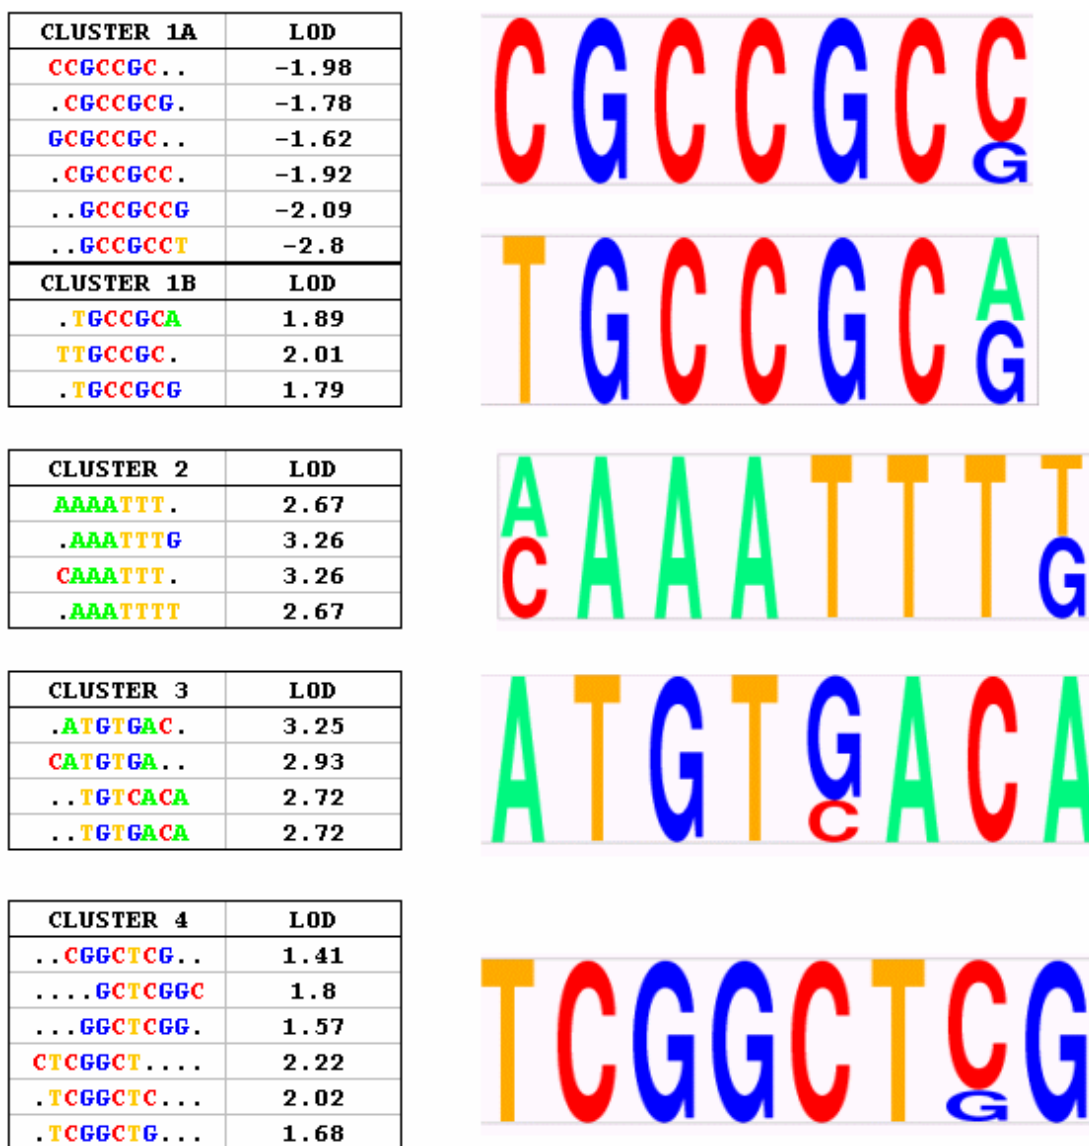 CLUSTER 1A LOD
CCGCCGC.. -1.98
.CGCCGCG. -1.78
GCGCCGC.. -1.62
.CGCCGCC. -1.92
..GCCGCCG -2.09
..GCCGCCT -2.8
CLUSTER 1B LOD
.TGCCGCA 1.89
TTGCCGC. 2.01
.TGCCGCG 1.79
CGCCGCC
G
TGCCGCA
G
CLUSTER 2 LOD
AAAATTT. 2.67
.AAATTTG 3.26
CAAATTT. 3.26
.AAATTTT 2.67
AAAATTTT
C G
CLUSTER 3 LOD
.ATGTGAC. 3.25
CATGTGA.. 2.93
..TGTCACA 2.72
..TGTGACA 2.72
ATGTGACA
C
CLUSTER 4 LOD
..CGGCTCG.. 1.41
....GCTCGGC 1.8
...GGCTCGG. 1.57
CTCGGCT.... 2.22
.TCGGCTC... 2.02
.TCGGCTG... 1.68
TCGGCTCG
G